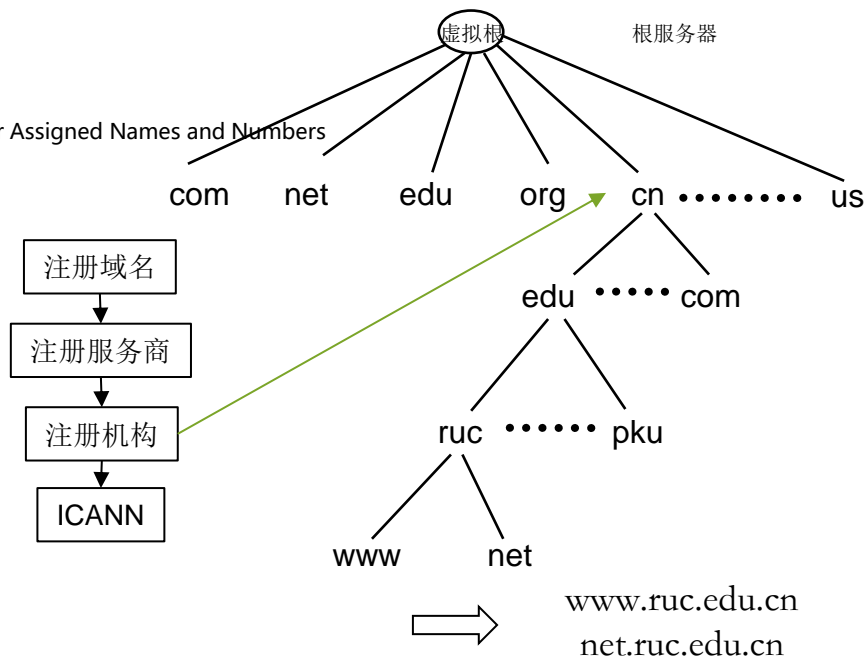 虚拟根
根服务器
r Assigned Names and Numbers
com net edu org cn us
注册域名
edu com
注册服务商
注册机构
ruc pku
ICANN
www net
www.ruc.edu.cn
net.ruc.edu.cn